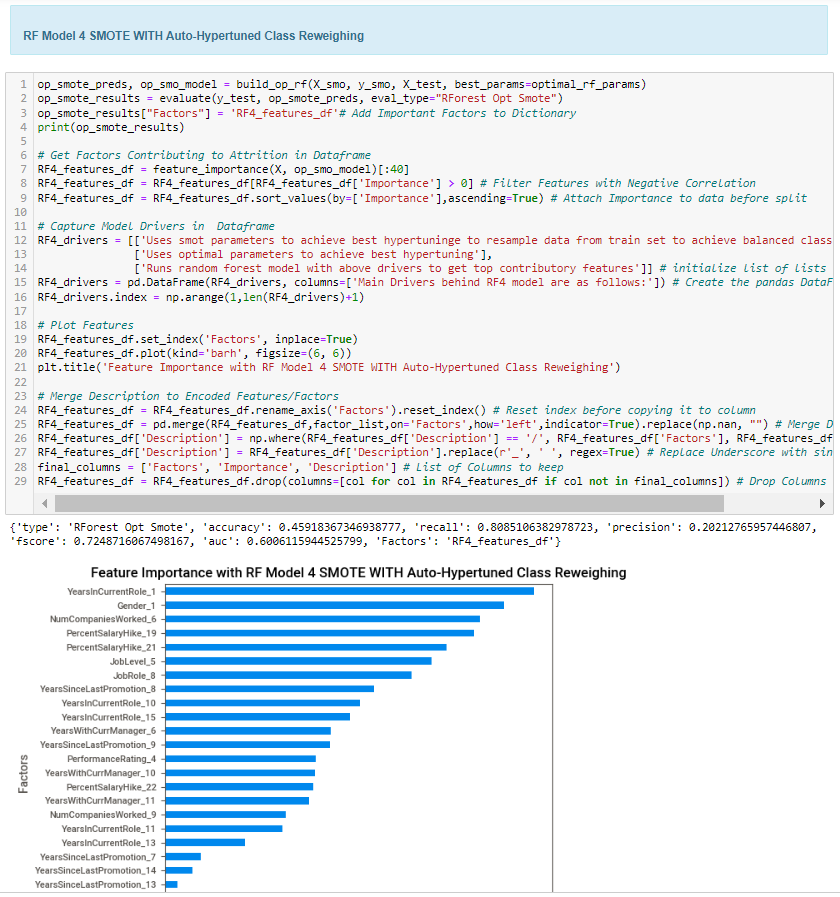 RF Model 4 SMOTE WITH Auto-Hypertuned Class Reweighing
1 op_smote_preds, op_smo_model = build_op_rf(X_smo, y_smo, X_test, best_params=optimal_rf_params)
2 op_smote_results = evaluate(y_test, op_smote_preds, eval_type="RForest Opt Smote")
3 op_smote_results["Factors"] = 'RF4_features_df'# Add Important Factors to Dictionary
4 print(op_smote_results)
5
6 # Get Factors Contributing to Attrition in Dataframe
7 RF4_features_df = feature_importance(X, op_smo_model)[:40]
8 RF4_features_df = RF4_features_df[RF4_features_df['Importance'] > 0] # Filter Features with Negative Correlation
9 RF4_features_df = RF4_features_df.sort_values(by=['Importance'],ascending=True) # Attach Importance to data before split
10
11 # Capture Model Drivers in  Dataframe
12 RF4_drivers = [['Uses smot parameters to achieve best hypertuninge to resample data from train set to achieve balanced class
13 ['Uses optimal parameters to achieve best hypertuning'],
14 ['Runs random forest model with above drivers to get top contributory features']] # initialize list of lists
15 RF4_drivers = pd.DataFrame(RF4_drivers, columns=['Main Drivers behind RF4 model are as follows:']) # Create the pandas DataF
16 RF4_drivers.index = np.arange(1,len(RF4_drivers)+1)
17
18 # Plot Features
19 RF4_features_df.set_index('Factors', inplace=True)
20 RF4_features_df.plot(kind='barh', figsize=(6, 6))
21 plt.title('Feature Importance with RF Model 4 SMOTE WITH Auto-Hypertuned Class Reweighing')
22
23 # Merge Description to Encoded Features/Factors
24 RF4_features_df = RF4_features_df.rename_axis('Factors').reset_index() # Reset index before copying it to column
25 RF4_features_df = pd.merge(RF4_features_df,factor_list,on='Factors',how='left',indicator=True).replace(np.nan, "") # Merge D
26 RF4_features_df['Description'] = np.where(RF4_features_df['Description'] == '/', RF4_features_df['Factors'], RF4_features_df
27 RF4_features_df['Description'] = RF4_features_df['Description'].replace(r'_', ' ', regex=True) # Replace Underscore with sin
28 final_columns = ['Factors', 'Importance', 'Description'] # List of Columns to keep
29 RF4_features_df = RF4_features_df.drop(columns=[col for col in RF4_features_df if col not in final_columns]) # Drop Columns
{'type': 'RForest Opt Smote', 'accuracy': 0.45918367346938777, 'recall': 0.8085106382978723, 'precision': 0.20212765957446807,
'fscore': 0.7248716067498167, 'auc': 0.6006115944525799, 'Factors': 'RF4_features_df'}
Feature Importance with RF Model 4 SMOTE WITH Auto-Hypertuned Class Reweighing
YearsInCurrentRole_1
Gender_1
NumCompaniesWorked_6
PercentSalaryHike_19
PercentSalaryHike_21
JobLevel_5
JobRole_8
YearsSinceLastPromotion_8
YearsInCurrentRole_10
YearsInCurrentRole_15
YearsWithCurrManager_6
YearsSinceLastPromotion_9
PerformanceRating_4
YearsWithCurrManager_10
PercentSalaryHike_22
YearsWithCurrManager_11
NumCompaniesWorked_9
YearsInCurrentRole_11
YearsInCurrentRole_13
YearsSinceLastPromotion_7
YearsSinceLastPromotion_14
YearsSinceLastPromotion_13
Factors